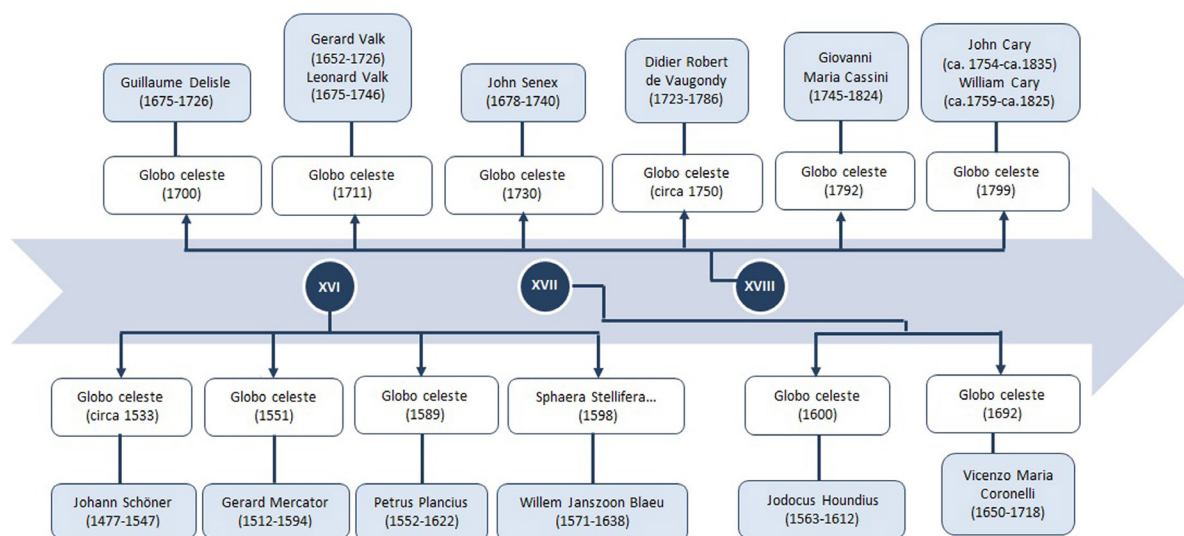 Guillaume Delisle
(1675-1726)
Gerard Valk
(1652-1726)
Leonard Valk
(1675-1746)
John Senex
(1678-1740)
Didier Robert
de Vaugondy
(1723-1786)
Giovanni
Maria Cassini
(1745-1824)
John Cary
(ca. 1754-ca.1835)
William Cary
(ca.1759-ca.1825)
Globo celeste
(1700)
Globo celeste
(1711)
Globo celeste
(1730)
Globo celeste
(circa 1750)
Globo celeste
(1792)
Globo celeste
(1799)
XVI
XVII
XVIII
Globo celeste
(circa 1533)
Globo celeste
(1551)
Globo celeste
(1589)
Sphaera Stellifera...
(1598)
Globo celeste
(1600)
Globo celeste
(1692)
Johann Schöner
(1477-1547)
Gerard Mercator
(1512-1594)
Petrus Plancius
(1552-1622)
Willem Janszoon Blaeu
(1571-1638)
Jodocus Houndius
(1563-1612)
Vicenzo Maria
Coronelli
(1650-1718)